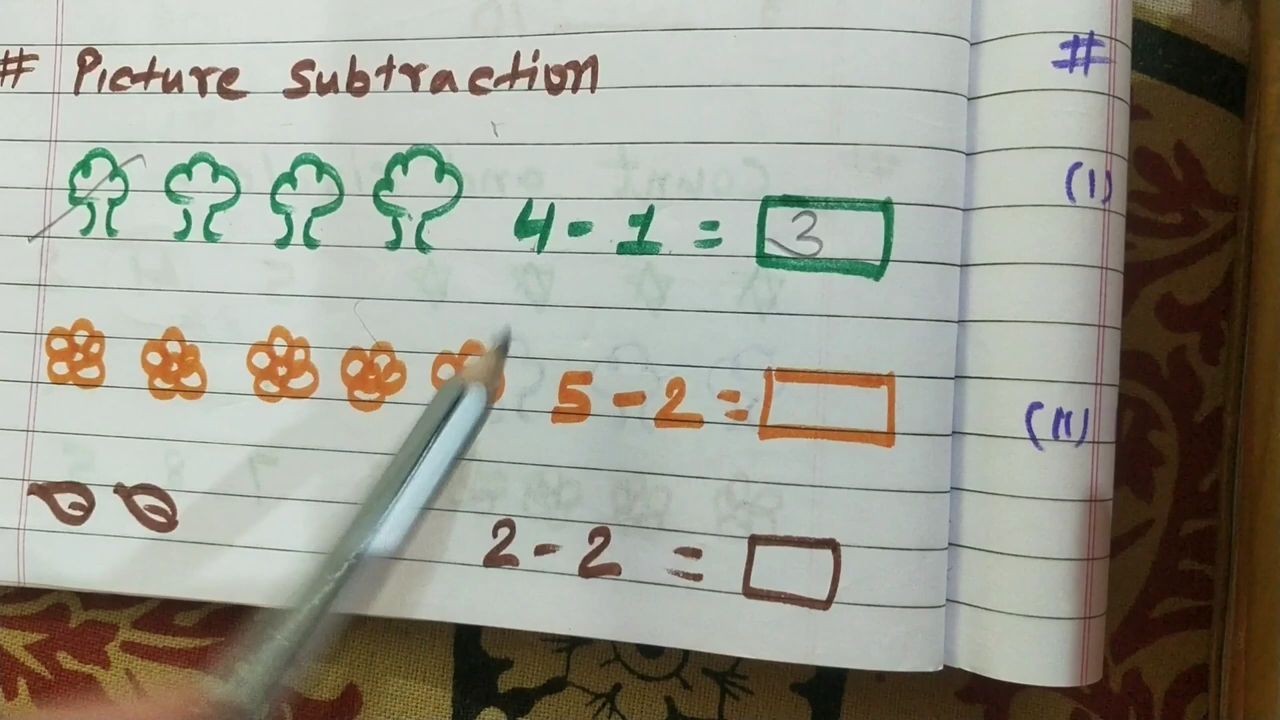 # Picture Subtraction
#
4 - 1 = 3
(I)
5 - 2 =
(II)
2 - 2 =